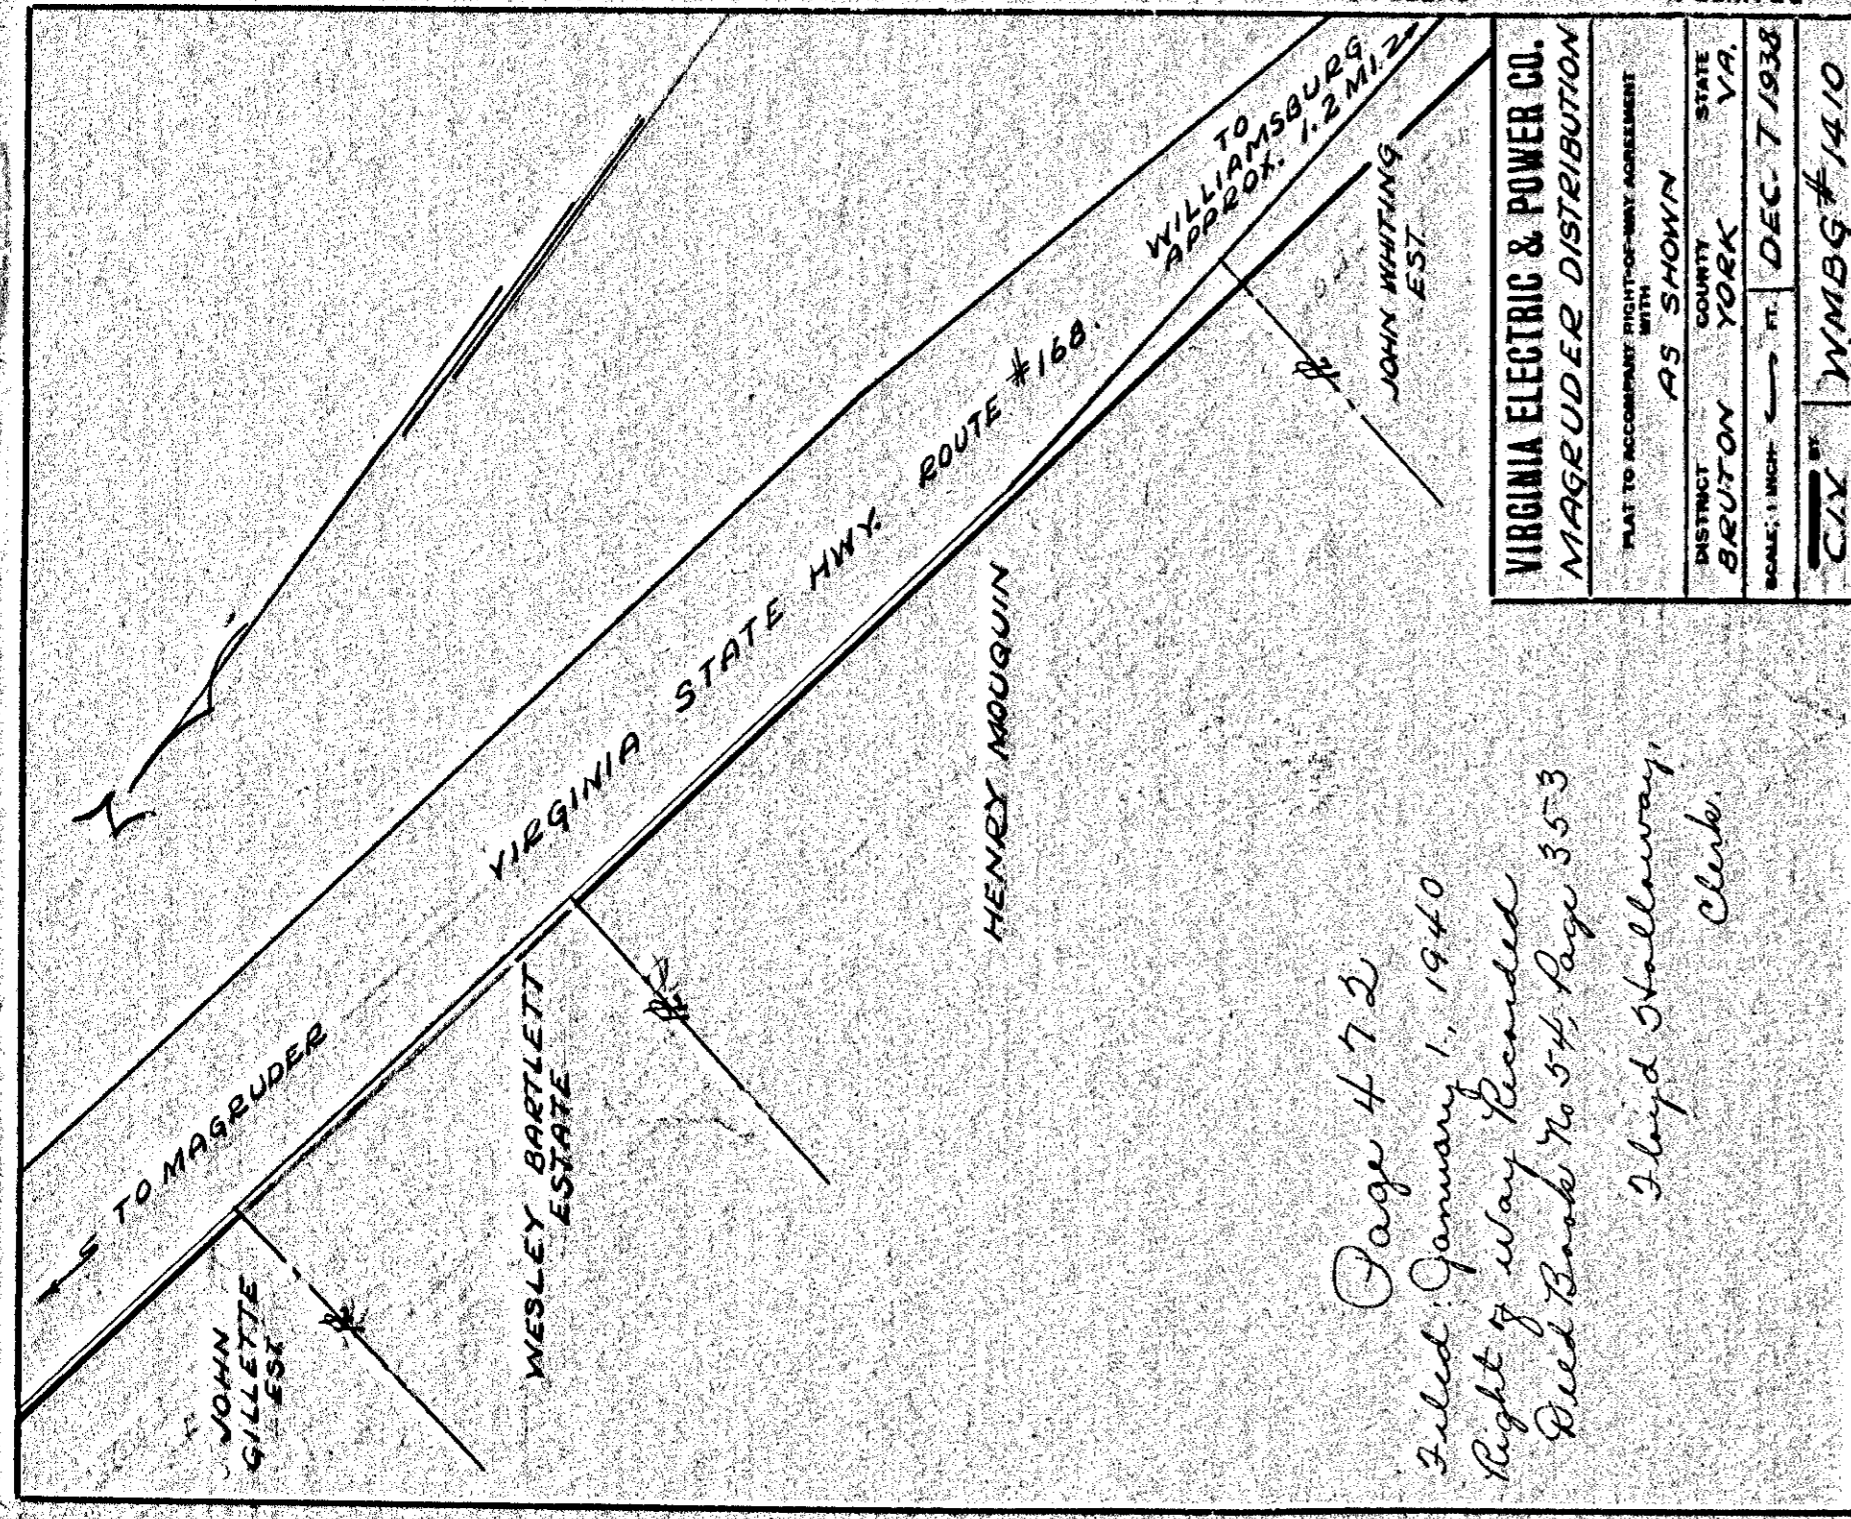 TO
WILLIAMSBURG
APPROX. 1.2 MI.
VIRGINIA STATE HWY. ROUTE #168.
TO MAGRUDER
JOHN
GILLETTE
EST.
WESLEY BARTLETT
ESTATE
HENRY MOUQUIN
JOHN WHITING
EST.
Page 472
Filed: January 1, 1940
Right of Way Recorded
Deed Book No 54, Page 353
Floyd Hollaway,
Clerk.
VIRGINIA ELECTRIC & POWER CO.
MAGRUDER DISTRIBUTION
PLAT TO ACCOMPANY RIGHT-OF-WAY AGREEMENT
WITH
AS SHOWN
DISTRICT COUNTY STATE
BRUTON YORK VA.
SCALE, 1 INCH FT. DEC. 7 1938
BY
WMBG # 1410